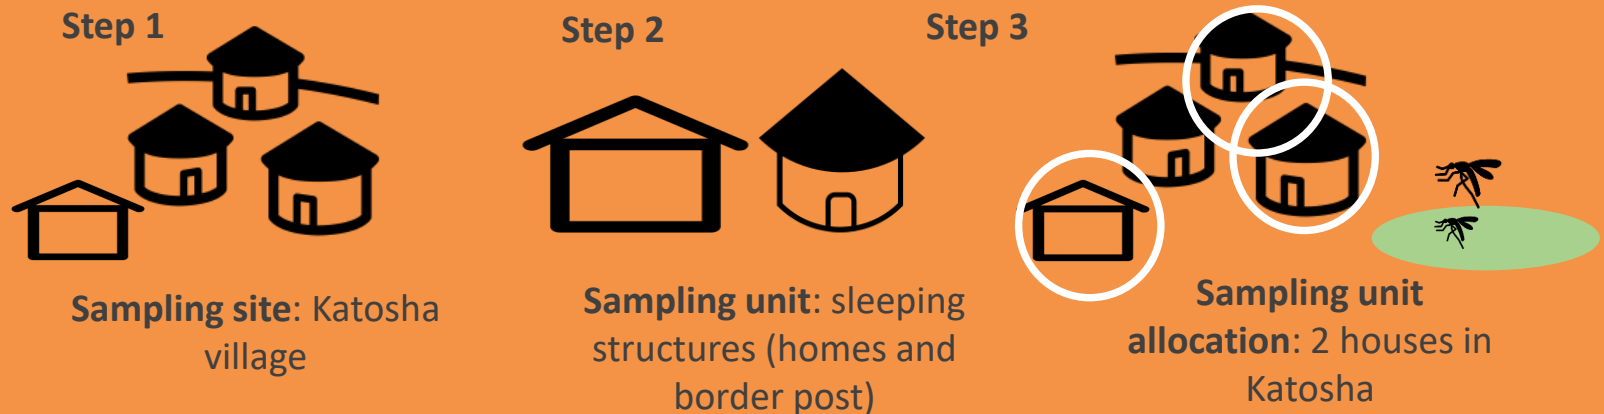 Step 1
Sampling site: Katosha
village
Step 2
Sampling unit: sleeping
structures (homes and
border post)
Step 3
Sampling unit
allocation: 2 houses in
Katosha